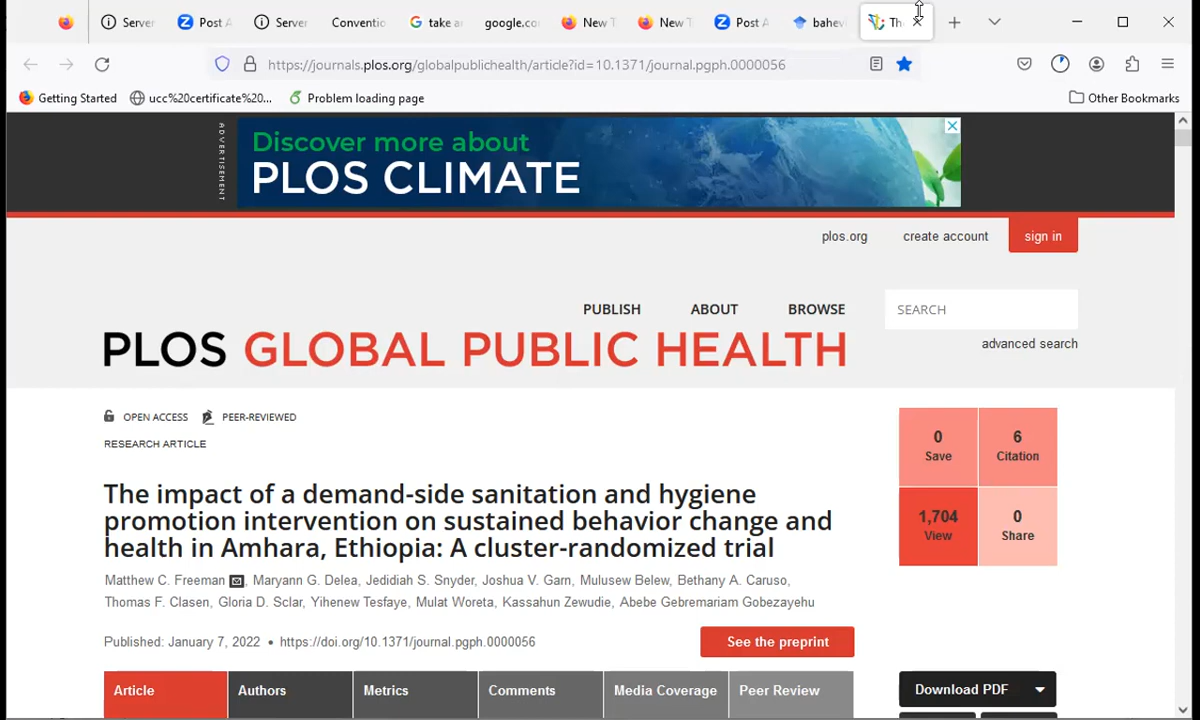 Server
Post A
Server
Conventio
take a
google.co
New T
New T
Post A
bahev
Th
https://journals.plos.org/globalpublichealth/article?id=10.1371/journal.pgph.0000056
Getting Started
ucc%20certificate%20...
Problem loading page
Other Bookmarks
ADVERTISEMENT
Discover more about
PLOS CLIMATE
plos.org
create account
sign in
PUBLISH
ABOUT
BROWSE
SEARCH
PLOS GLOBAL PUBLIC HEALTH
advanced search
OPEN ACCESS
PEER-REVIEWED
RESEARCH ARTICLE
0
Save
6
Citation
1,704
View
0
Share
The impact of a demand-side sanitation and hygiene
promotion intervention on sustained behavior change and
health in Amhara, Ethiopia: A cluster-randomized trial
Matthew C. Freeman , Maryann G. Delea, Jedidiah S. Snyder, Joshua V. Garn, Mulusew Belew, Bethany A. Caruso,
Thomas F. Clasen, Gloria D. Sclar, Yihenew Tesfaye, Mulat Woreta, Kassahun Zewudie, Abebe Gebremariam Gobezayehu
Published: January 7, 2022 • https://doi.org/10.1371/journal.pgph.0000056
See the preprint
Article
Authors
Metrics
Comments
Media Coverage
Peer Review
Download PDF